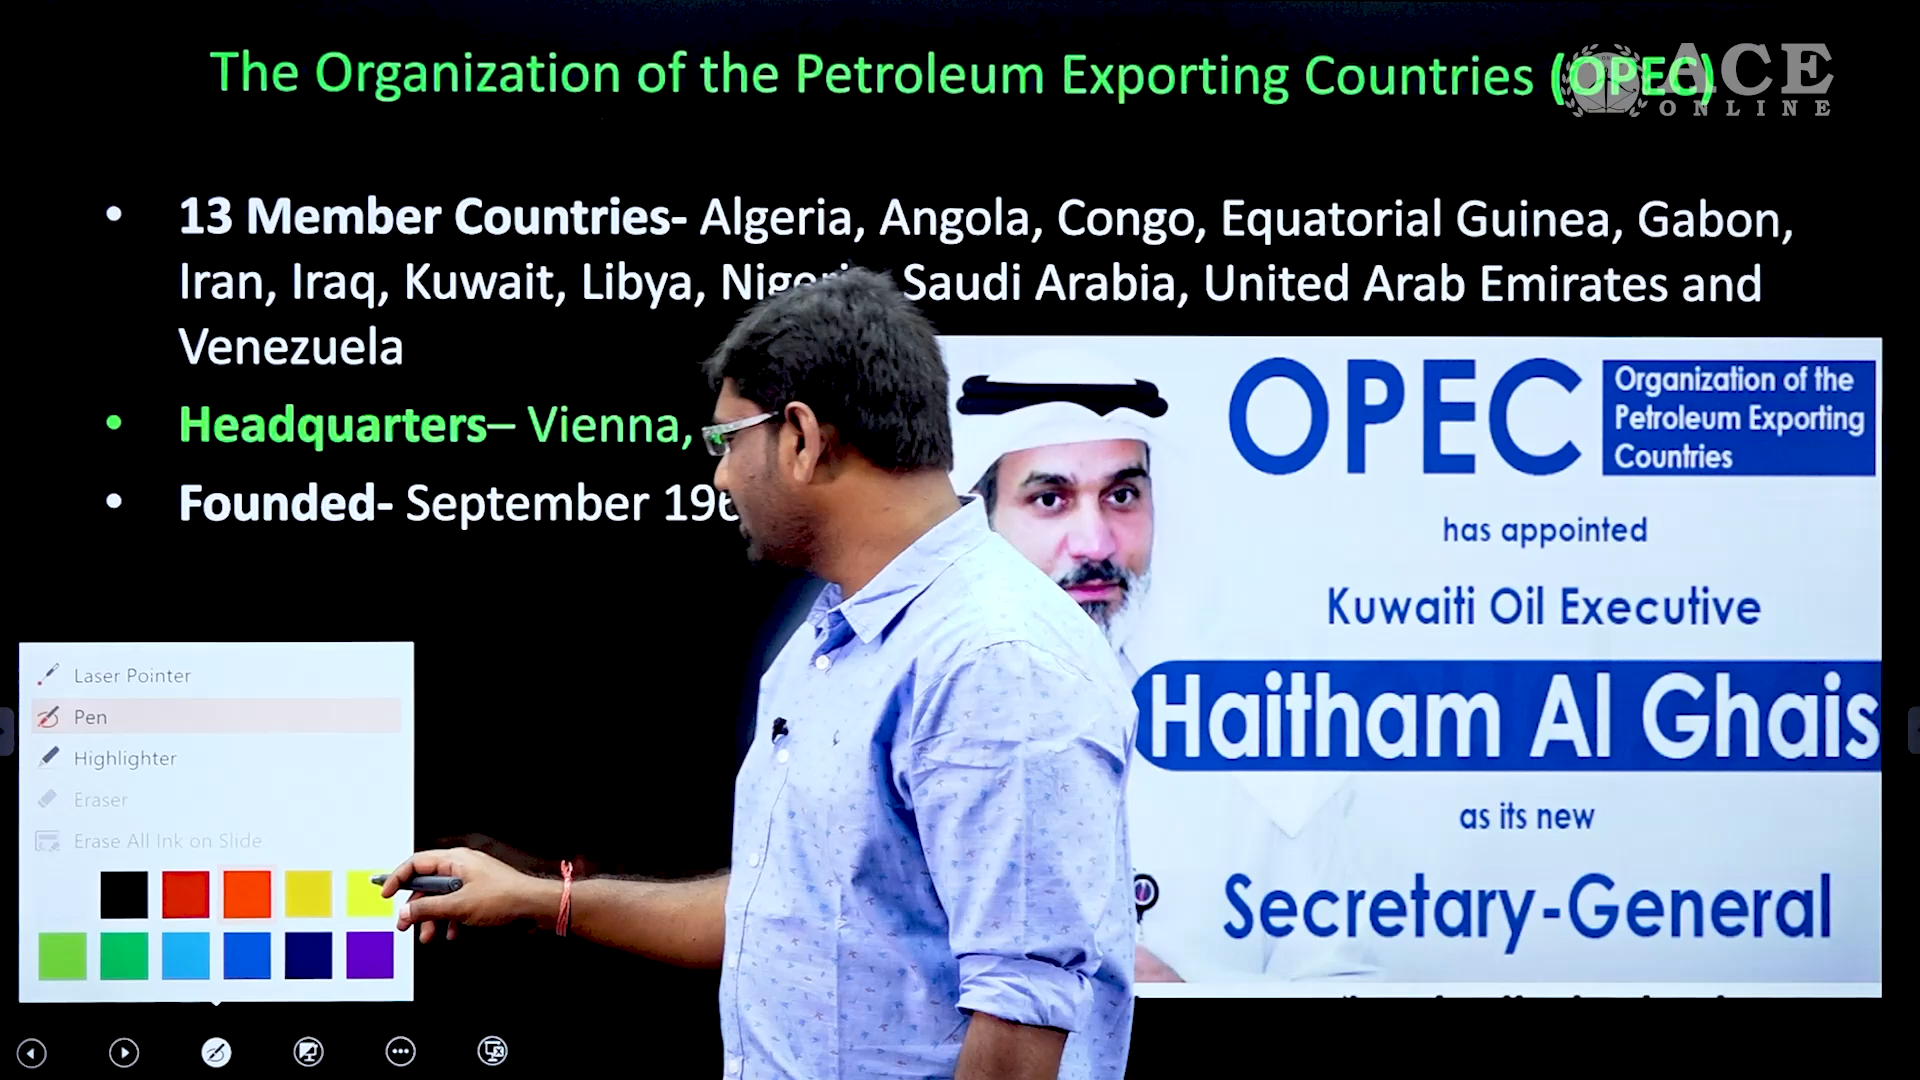 The Organization of the Petroleum Exporting Countries (OPEC)
ACE
ONLINE
• 13 Member Countries- Algeria, Angola, Congo, Equatorial Guinea, Gabon,
Iran, Iraq, Kuwait, Libya, Saudi Arabia, United Arab Emirates and
Venezuela
• Headquarters– Vienna,
• Founded- September
OPEC
Organization of the
Petroleum Exporting
Countries
has appointed
Kuwaiti Oil Executive
Haitham Al Ghais
as its new
Secretary-General
Laser Pointer
Pen
Highlighter
Eraser
Erase All Ink on Slide